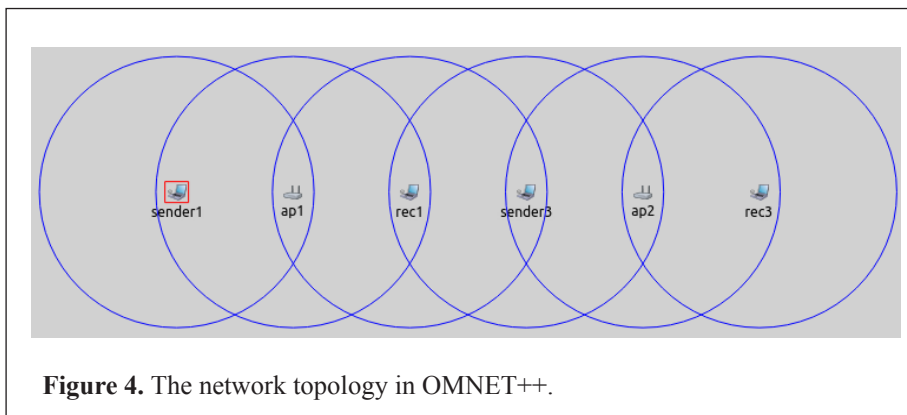 sender1 ap1 rec1 sender3 ap2 rec3
Figure 4. The network topology in OMNET++.